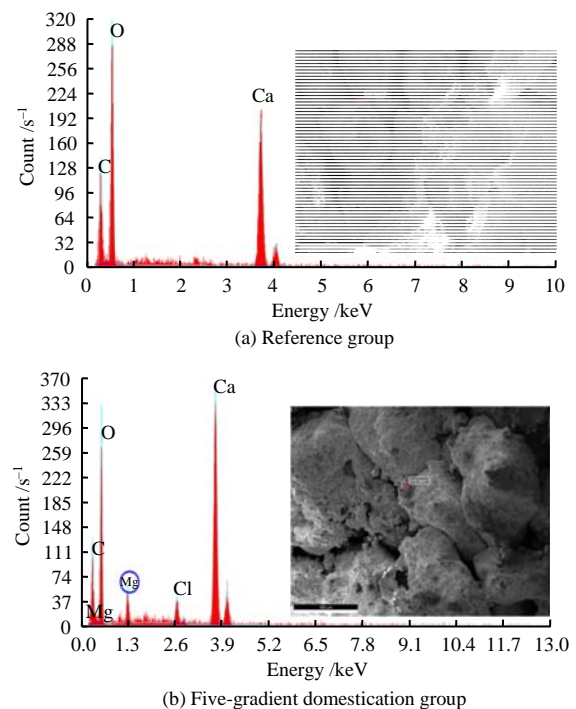 320
288
256
224
192
160
128
96
64
32
0
Count /s⁻¹
O
C
Ca
0 1 2 3 4 5 6 7 8 9 10
Energy /keV
(a) Reference group
370
333
296
259
222
185
148
111
74
37
0
Count /s⁻¹
O
C
Mg
Mg
Cl
Ca
0.0 1.3 2.6 3.9 5.2 6.5 7.8 9.1 10.4 11.7 13.0
Energy /keV
(b) Five-gradient domestication group